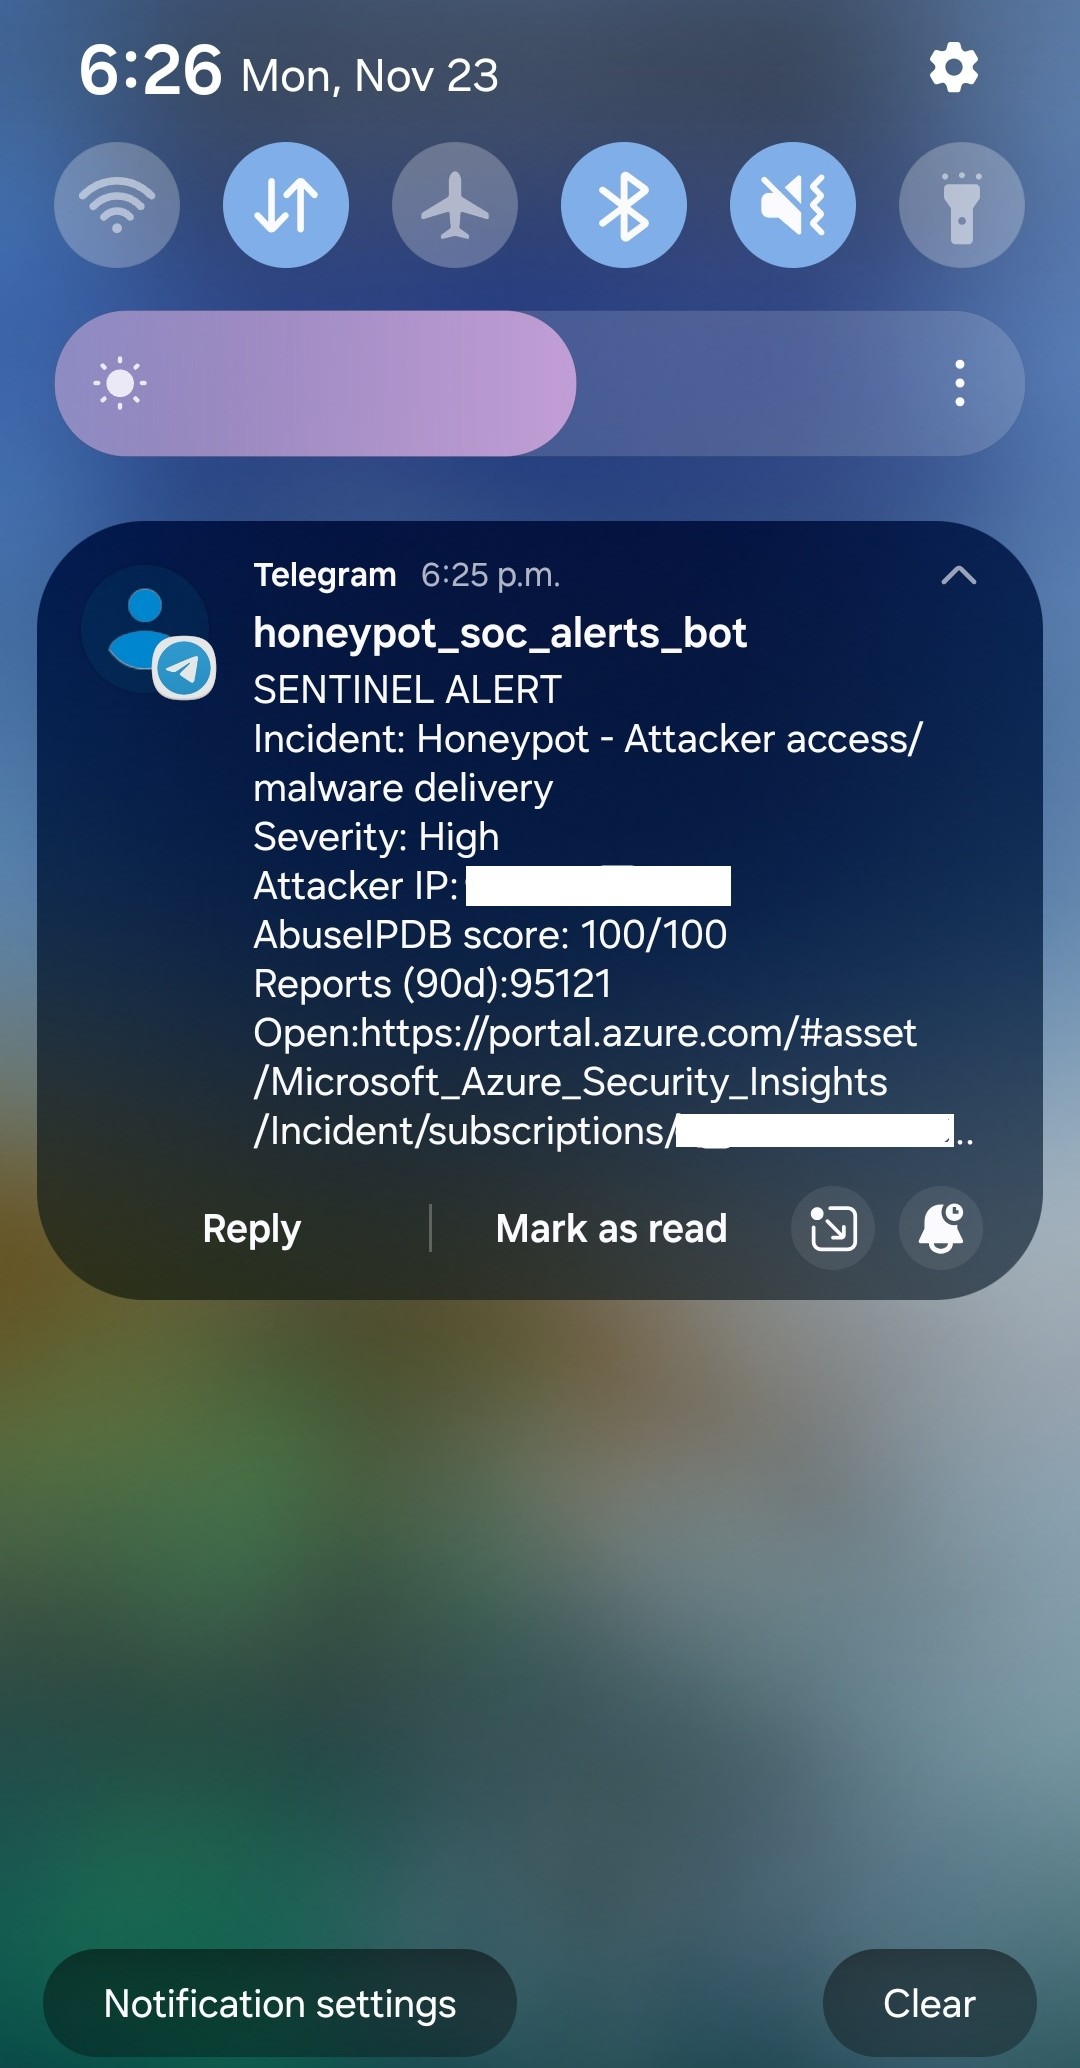 6:26 Mon, Nov 23
Telegram 6:25 p.m.
honeypot_soc_alerts_bot
SENTINEL ALERT
Incident: Honeypot - Attacker access/
malware delivery
Severity: High
Attacker IP:
AbuseIPDB score: 100/100
Reports (90d):95121
Open:https://portal.azure.com/#asset
/Microsoft_Azure_Security_Insights
/Incident/subscriptions/..
Reply Mark as read
Notification settings Clear